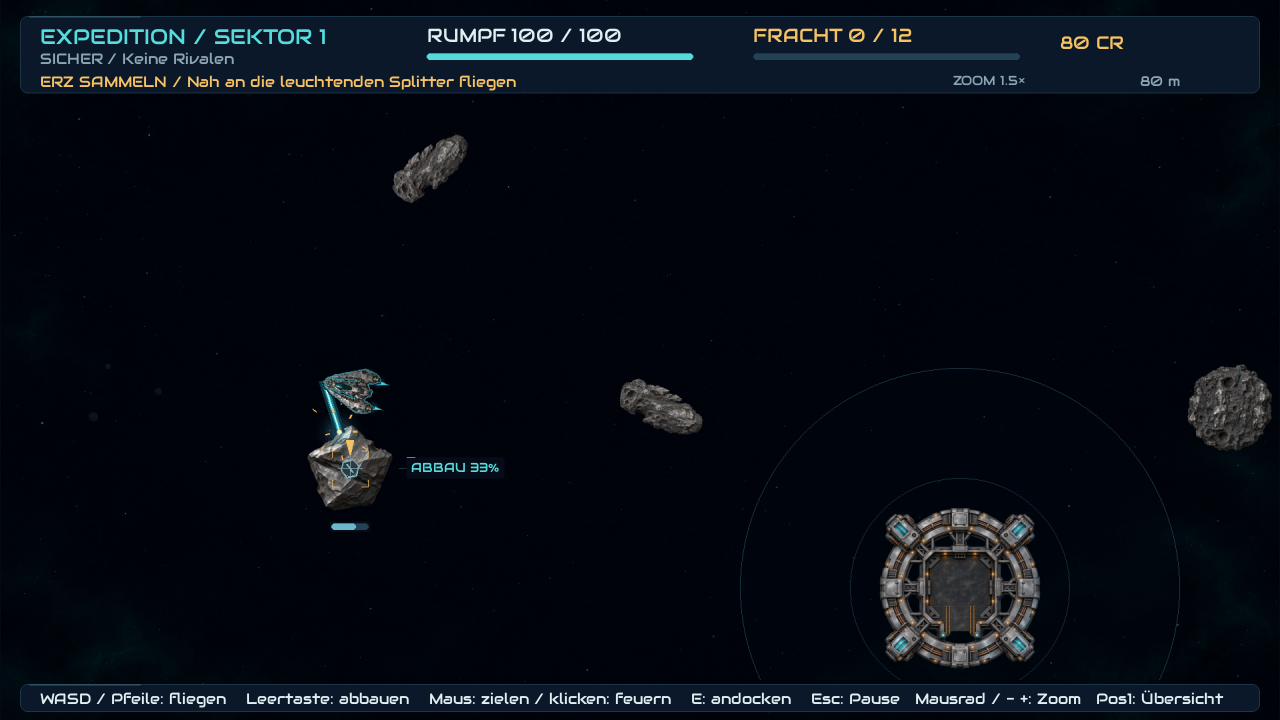 EXPEDITION / SEKTOR 1
RUMPF 100 / 100
FRACHT 0 / 12
80 CR
SICHER / Keine Rivalen
ERZ SAMMELN / Nah an die leuchtenden Splitter fliegen
ZOOM 1.5×
80 m
ABBAU 33%
WASD / Pfeile: fliegen Leertaste: abbauen Maus: zielen / klicken: feuern E: andocken Esc: Pause Mausrad / - +: Zoom Pos1: Übersicht